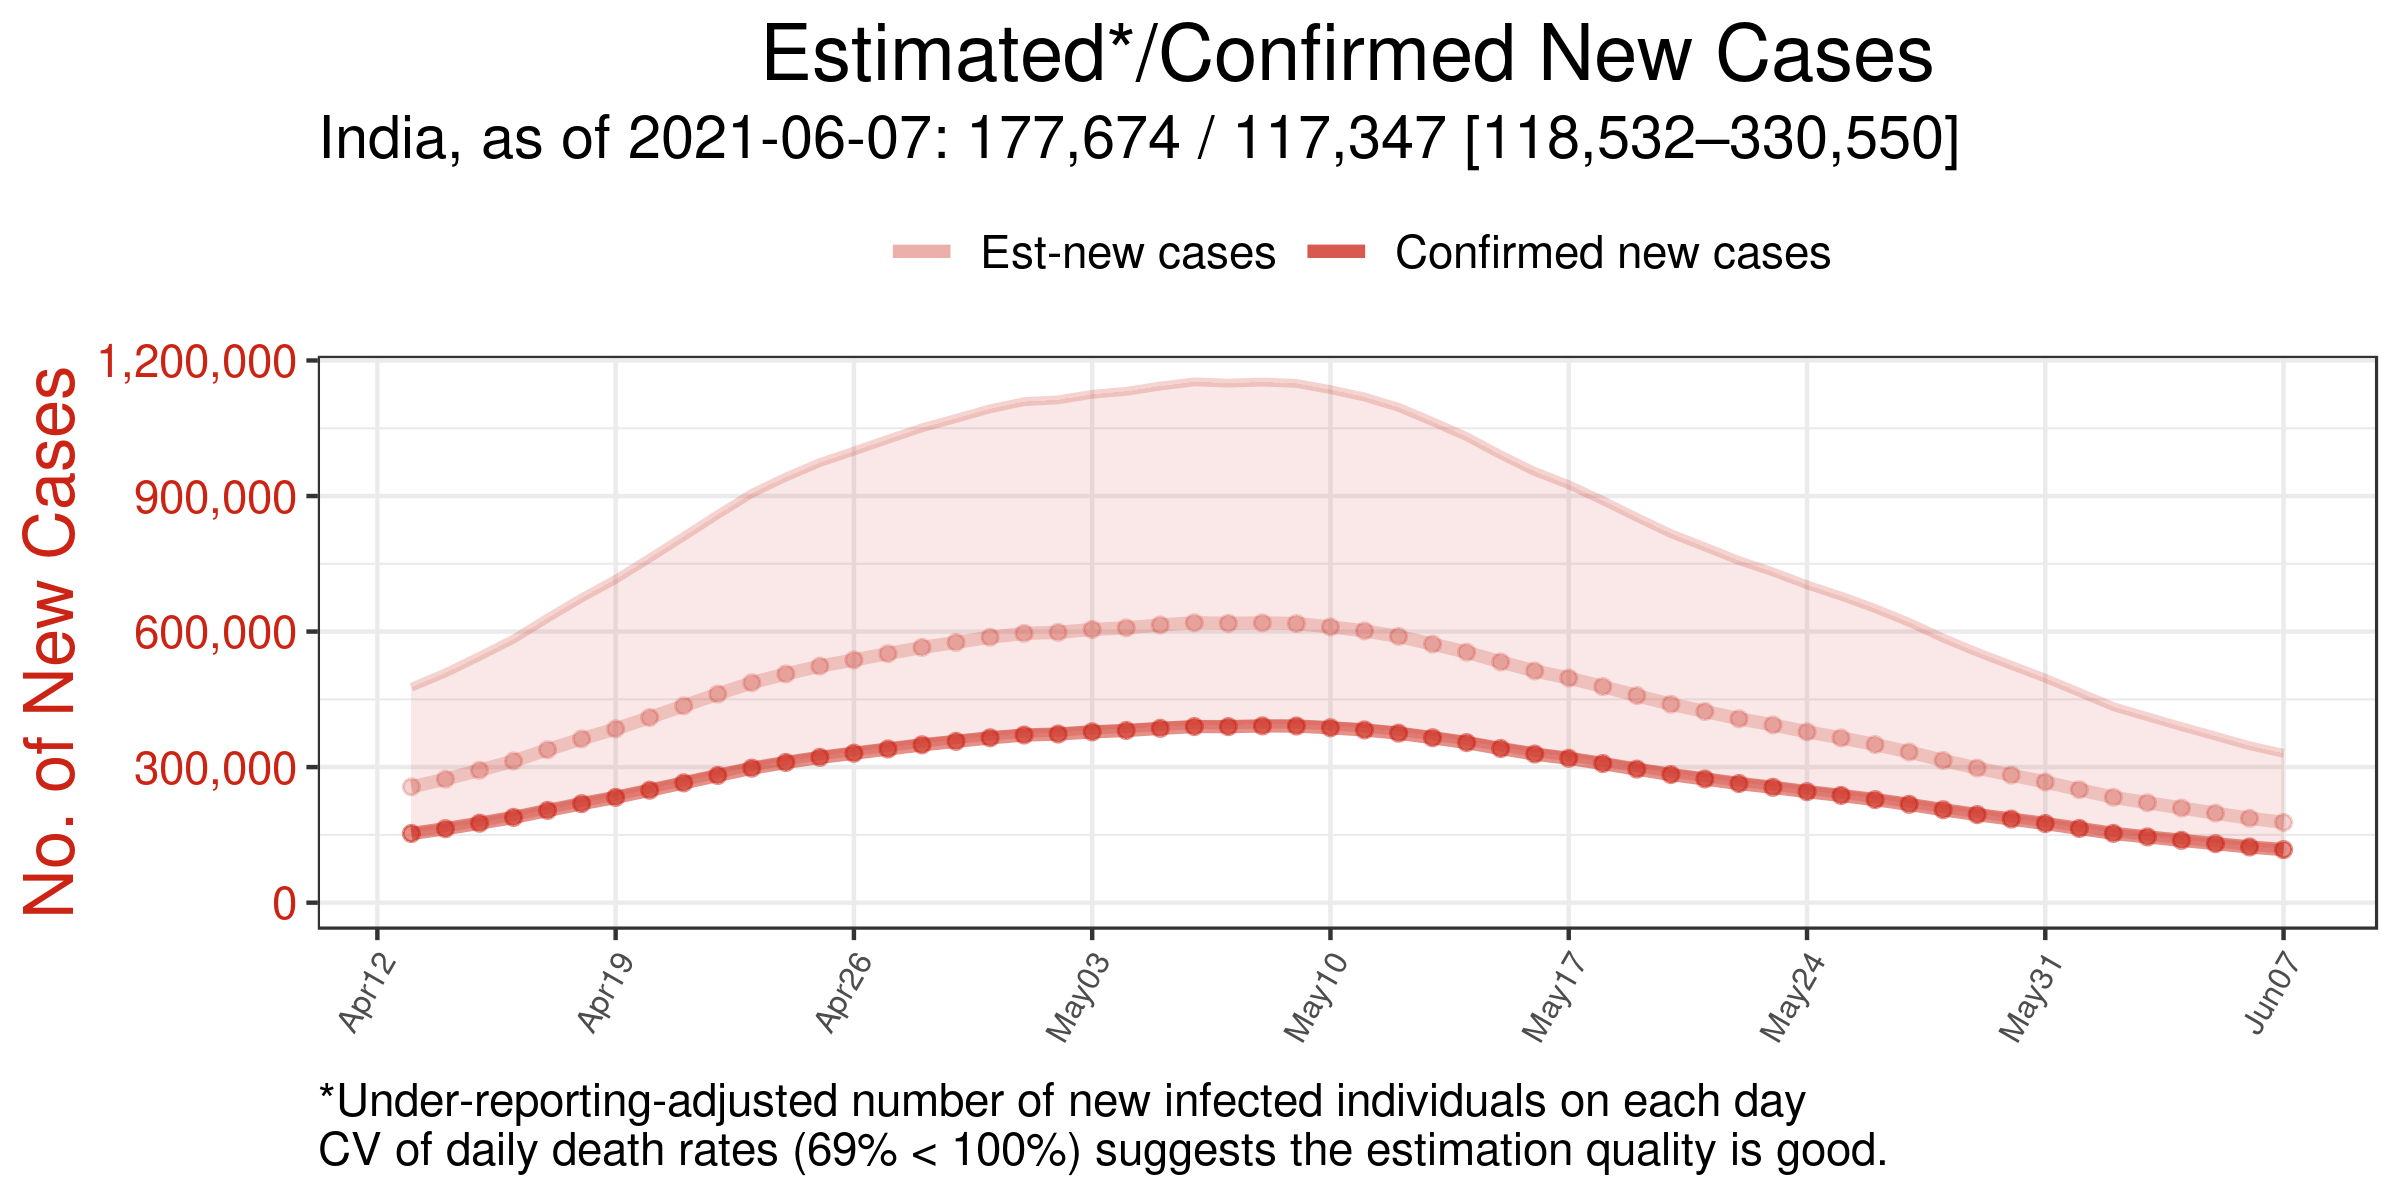 Estimated*/Confirmed New Cases
India, as of 2021-06-07: 177,674 / 117,347 [118,532–330,550]
Est-new cases
Confirmed new cases
No. of New Cases
1,200,000
900,000
600,000
300,000
0
Apr12
Apr19
Apr26
May03
May10
May17
May24
May31
Jun07
*Under-reporting-adjusted number of new infected individuals on each day
CV of daily death rates (69% < 100%) suggests the estimation quality is good.